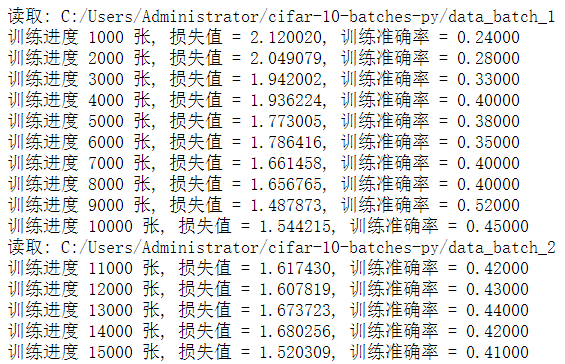 读取: C:/Users/Administrator/cifar-10-batches-py/data_batch_1
训练进度 1000 张, 损失值 = 2.120020, 训练准确率 = 0.24000
训练进度 2000 张, 损失值 = 2.049079, 训练准确率 = 0.28000
训练进度 3000 张, 损失值 = 1.942002, 训练准确率 = 0.33000
训练进度 4000 张, 损失值 = 1.936224, 训练准确率 = 0.40000
训练进度 5000 张, 损失值 = 1.773005, 训练准确率 = 0.38000
训练进度 6000 张, 损失值 = 1.786416, 训练准确率 = 0.35000
训练进度 7000 张, 损失值 = 1.661458, 训练准确率 = 0.40000
训练进度 8000 张, 损失值 = 1.656765, 训练准确率 = 0.40000
训练进度 9000 张, 损失值 = 1.487873, 训练准确率 = 0.52000
训练进度 10000 张, 损失值 = 1.544215, 训练准确率 = 0.45000
读取: C:/Users/Administrator/cifar-10-batches-py/data_batch_2
训练进度 11000 张, 损失值 = 1.617430, 训练准确率 = 0.42000
训练进度 12000 张, 损失值 = 1.607819, 训练准确率 = 0.43000
训练进度 13000 张, 损失值 = 1.673723, 训练准确率 = 0.44000
训练进度 14000 张, 损失值 = 1.680256, 训练准确率 = 0.42000
训练进度 15000 张, 损失值 = 1.520309, 训练准确率 = 0.41000